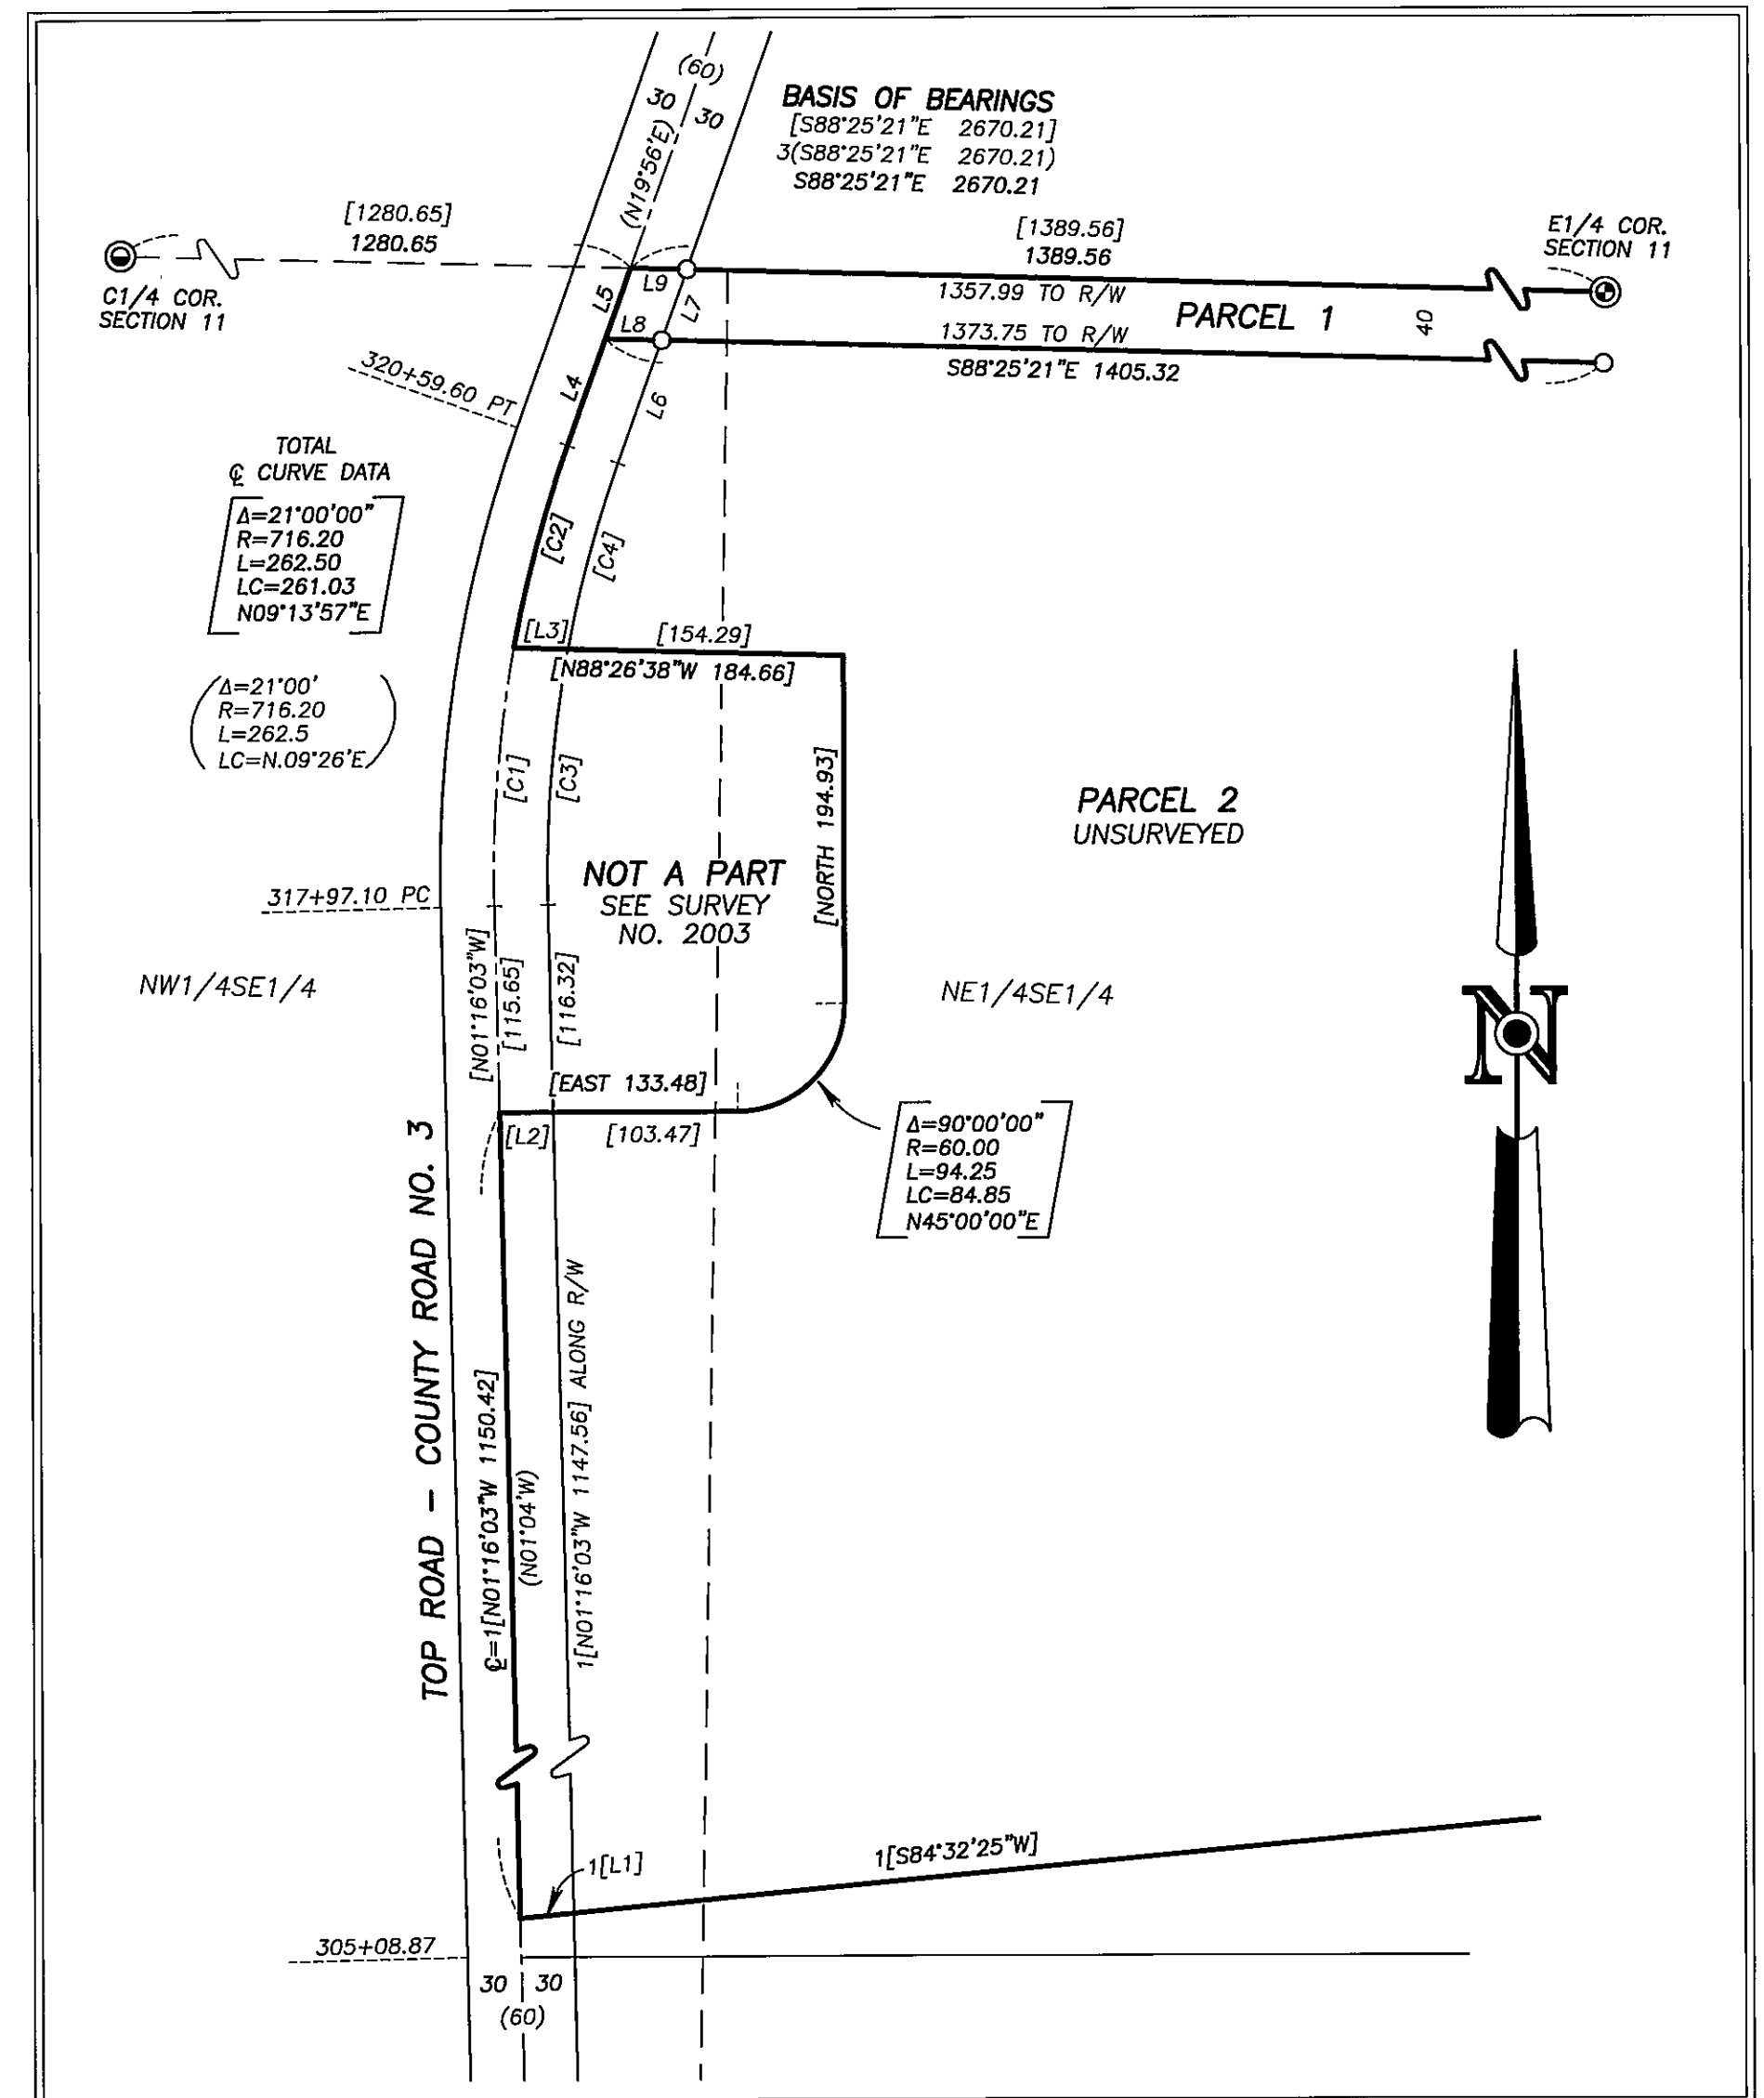 (60)
30
30
(N19°56'E)
BASIS OF BEARINGS
[S88°25'21"E 2670.21]
3(S88°25'21"E 2670.21)
S88°25'21"E 2670.21
[1280.65]
1280.65
[1389.56]
1389.56
E1/4 COR.
SECTION 11
C1/4 COR.
SECTION 11
L5
L9
L7
L8
1357.99 TO R/W
PARCEL 1
40
1373.75 TO R/W
S88°25'21"E 1405.32
320+59.60 PT
L4
L6
TOTAL
℄ CURVE DATA
Δ=21°00'00"
R=716.20
L=262.50
LC=261.03
N09°13'57"E
[C2]
[C4]
[L3]
[154.29]
[N88°26'38"W 184.66]
Δ=21°00'
R=716.20
L=262.5
LC=N.09°26'E
[C1]
[C3]
[NORTH 194.93]
PARCEL 2
UNSURVEYED
NOT A PART
SEE SURVEY
NO. 2003
317+97.10 PC
NW1/4SE1/4
[N01°16'03"W]
[115.65]
[116.32]
NE1/4SE1/4
N
[EAST 133.48]
[L2]
[103.47]
Δ=90°00'00"
R=60.00
L=94.25
LC=84.85
N45°00'00"E
TOP ROAD - COUNTY ROAD NO. 3
℄=1[N01°16'03"W 1150.42]
(N01°04'W)
1[N01°16'03"W 1147.56] ALONG R/W
1[L1]
1[S84°32'25"W]
305+08.87
30
30
(60)